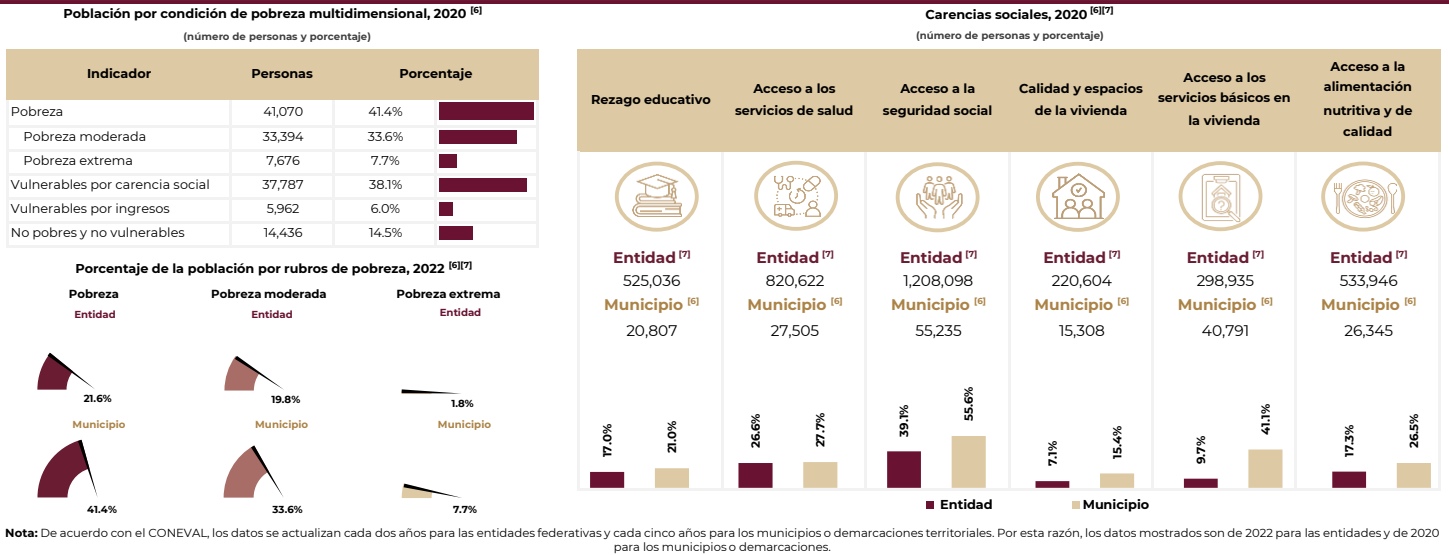 Población por condición de pobreza multidimensional, 2020 [6]
(número de personas y porcentaje)
Indicador Personas Porcentaje
Pobreza 41,070 41.4%
Pobreza moderada 33,394 33.6%
Pobreza extrema 7,676 7.7%
Vulnerables por carencia social 37,787 38.1%
Vulnerables por ingresos 5,962 6.0%
No pobres y no vulnerables 14,436 14.5%
Porcentaje de la población por rubros de pobreza, 2022 [6][7]
Pobreza Pobreza moderada Pobreza extrema
Entidad Entidad Entidad
21.6% 19.8% 1.8%
Municipio Municipio Municipio
41.4% 33.6% 7.7%
Carencias sociales, 2020 [6][7]
(número de personas y porcentaje)
Rezago educativo
Acceso a los
servicios de salud
Acceso a la
seguridad social
Calidad y espacios
de la vivienda
Acceso a los
servicios básicos en
la vivienda
Acceso a la
alimentación
nutritiva y de
calidad
Entidad [7] Entidad [7] Entidad [7] Entidad [7] Entidad [7] Entidad [7]
525,036 820,622 1,208,098 220,604 298,935 533,946
Municipio [6] Municipio [6] Municipio [6] Municipio [6] Municipio [6] Municipio [6]
20,807 27,505 55,235 15,308 40,791 26,345
17.0% 21.0% 26.6% 27.7% 39.1% 55.6% 7.1% 15.4% 9.7% 41.1% 17.3% 26.5%
Entidad Municipio
Nota: De acuerdo con el CONEVAL, los datos se actualizan cada dos años para las entidades federativas y cada cinco años para los municipios o demarcaciones territoriales. Por esta razón, los datos mostrados son de 2022 para las entidades y de 2020
para los municipios o demarcaciones.